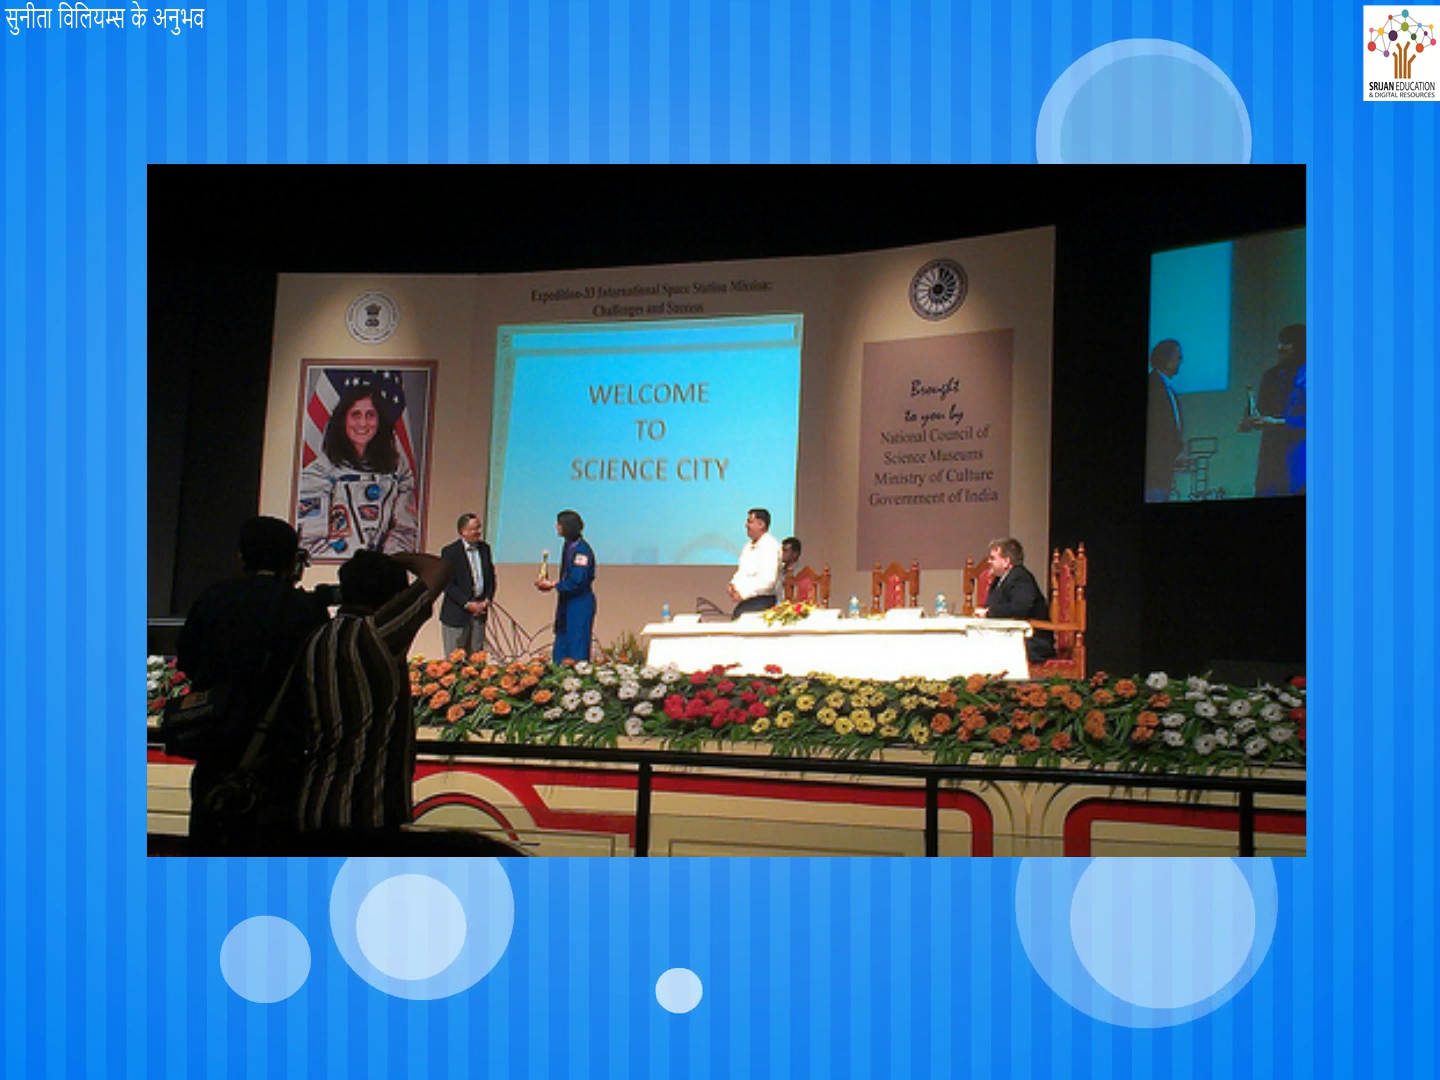 सुनीता विलियम्स के अनुभव
SRIJAN EDUCATION
& DIGITAL RESOURCES
Expedition-33 International Space Station Mission:
Challenges and Success
WELCOME
TO
SCIENCE CITY
Brought
to you by
National Council of
Science Museums
Ministry of Culture
Government of India